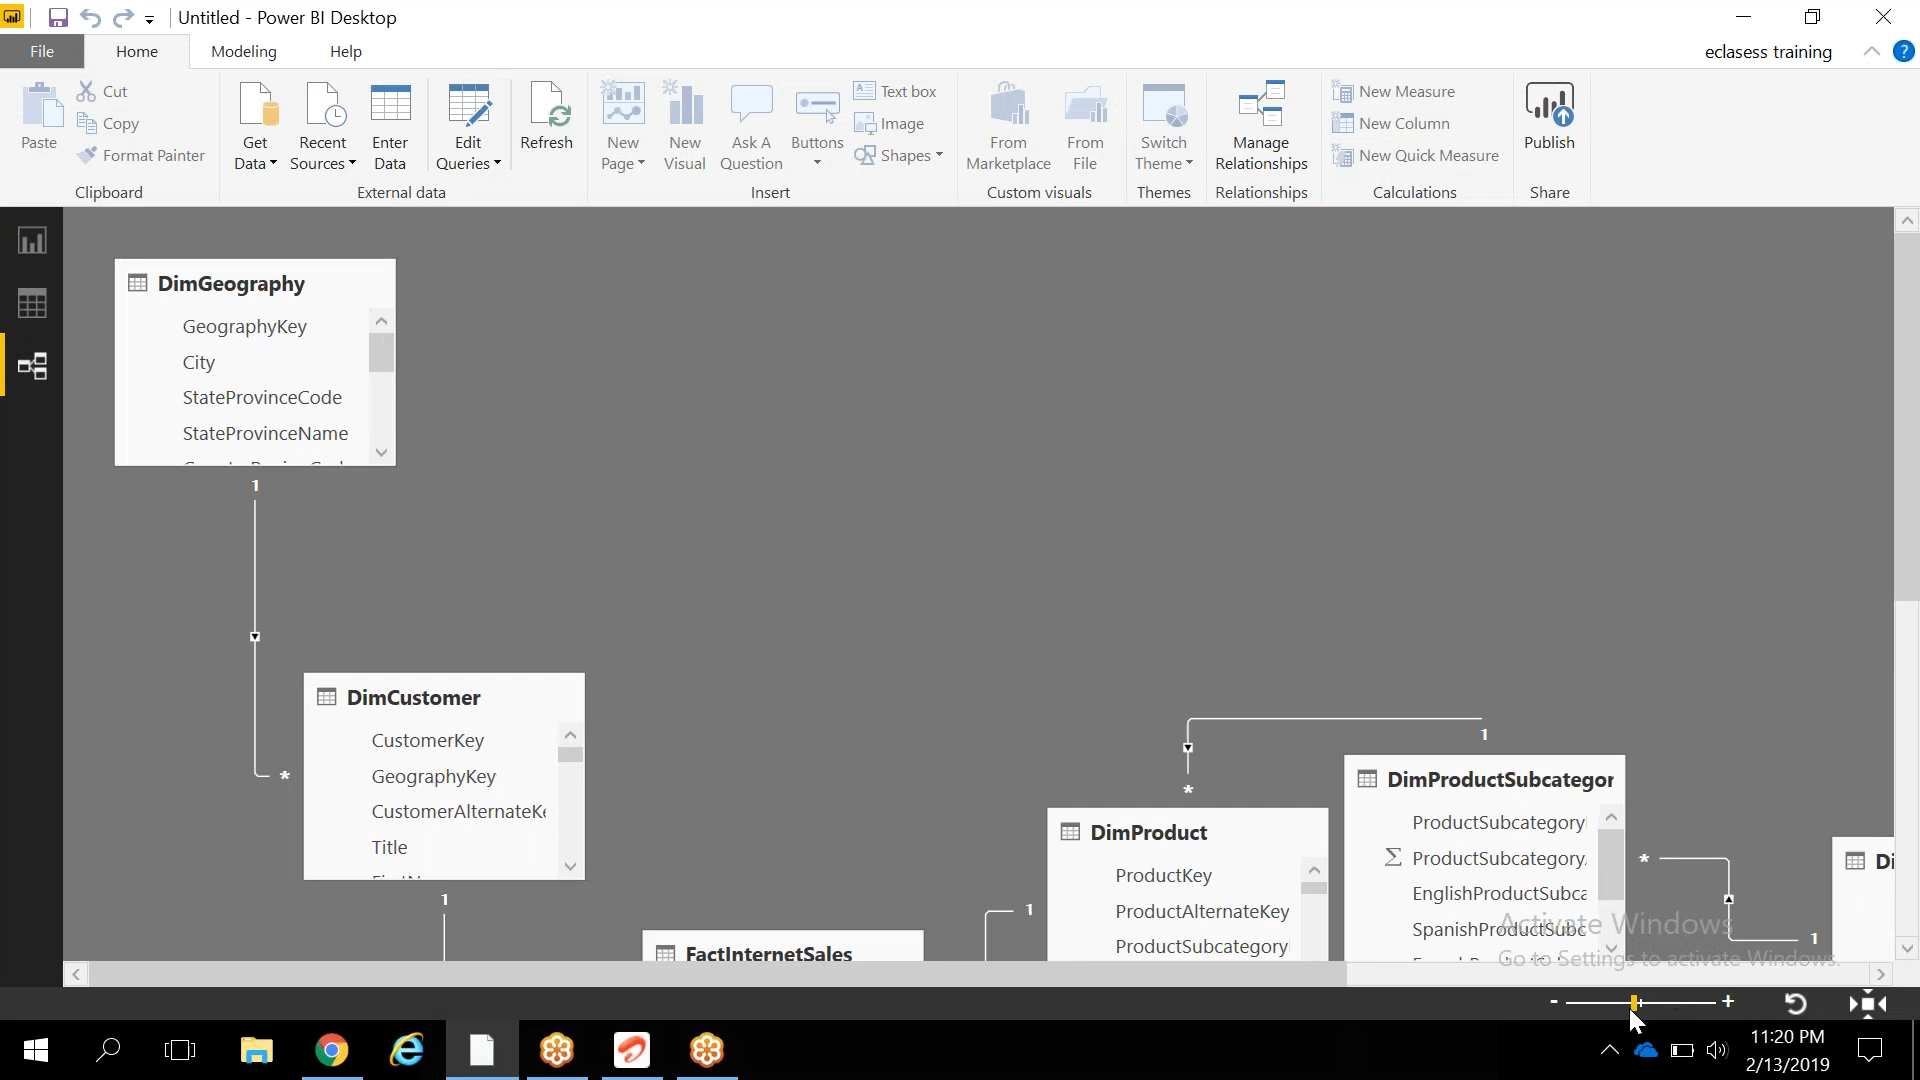 Untitled - Power BI Desktop
File
Home
Modeling
Help
eclasess training
?
Paste
Cut
Copy
Format Painter
Clipboard
Get
Data
Recent
Sources
Enter
Data
Edit
Queries
Refresh
External data
New
Page
New
Visual
Ask A
Question
Buttons
Text box
Image
Shapes
Insert
From
Marketplace
From
File
Custom visuals
Switch
Theme
Themes
Manage
Relationships
Relationships
New Measure
New Column
New Quick Measure
Calculations
Publish
Share
DimGeography
GeographyKey
City
StateProvinceCode
StateProvinceName
1
*
DimCustomer
CustomerKey
GeographyKey
CustomerAlternateKe
Title
1
FactInternetSales
1
*
DimProduct
ProductKey
ProductAlternateKey
ProductSubcategory
1
DimProductSubcategor
ProductSubcategory
Σ ProductSubcategory
EnglishProductSubca
SpanishProductSubc
*
1
Di
Activate Windows
Go to Settings to activate Windows.
- +
11:20 PM
2/13/2019